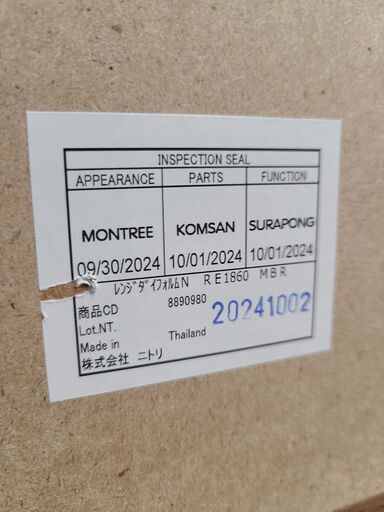 INSPECTION SEAL
APPEARANCE PARTS FUNCTION
MONTREE KOMSAN SURAPONG
09/30/2024 10/01/2024 10/01/2024
ﾚﾝｼﾞﾀﾞｲﾌｫﾙﾑN RE1860 MBR
商品CD 8890980
Lot.NT. 20241002
Made in Thailand
株式会社 ニトリ